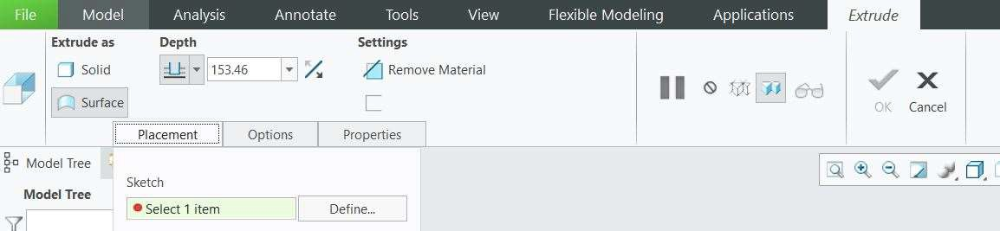 File Model Analysis Annotate Tools View Flexible Modeling Applications Extrude
Extrude as Depth Settings
Solid 153.46 Remove Material
Surface OK Cancel
Placement Options Properties
Model Tree
Sketch
Model Tree
Select 1 item Define...